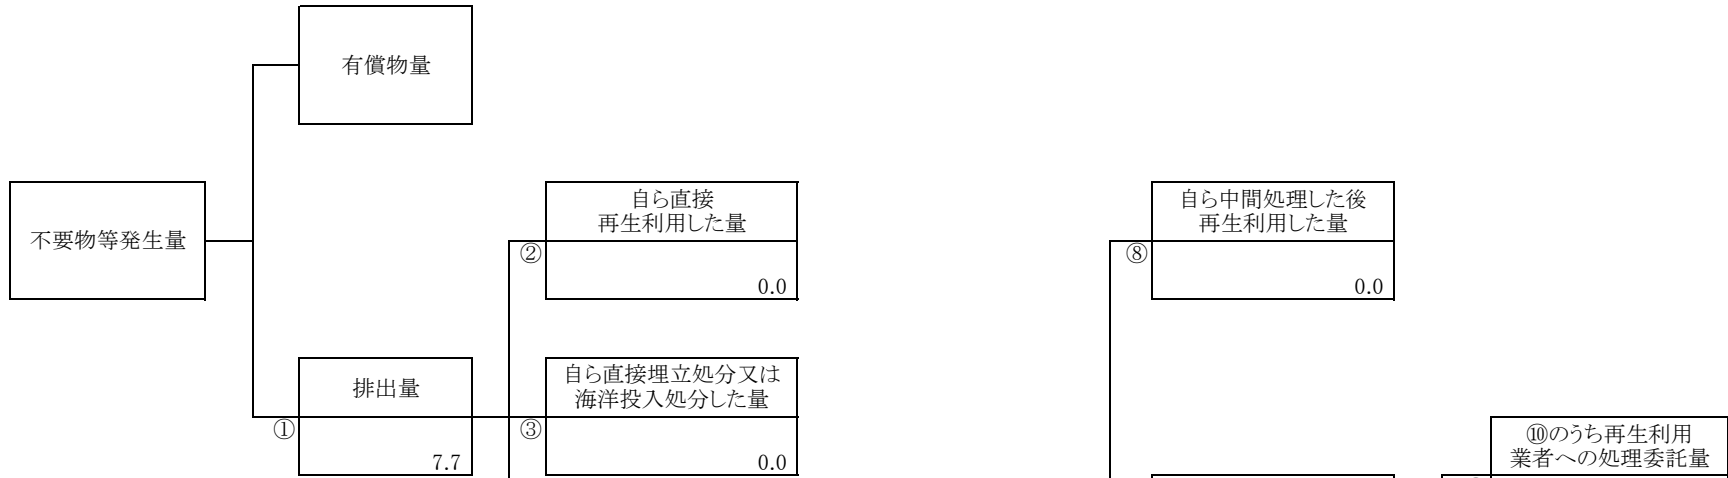 有償物量
不要物等発生量
自ら直接
再生利用した量
②
0.0
自ら中間処理した後
再生利用した量
⑧
0.0
排出量
①
7.7
自ら直接埋立処分又は
海洋投入処分した量
③
0.0
⑩のうち再生利用
業者への処理委託量